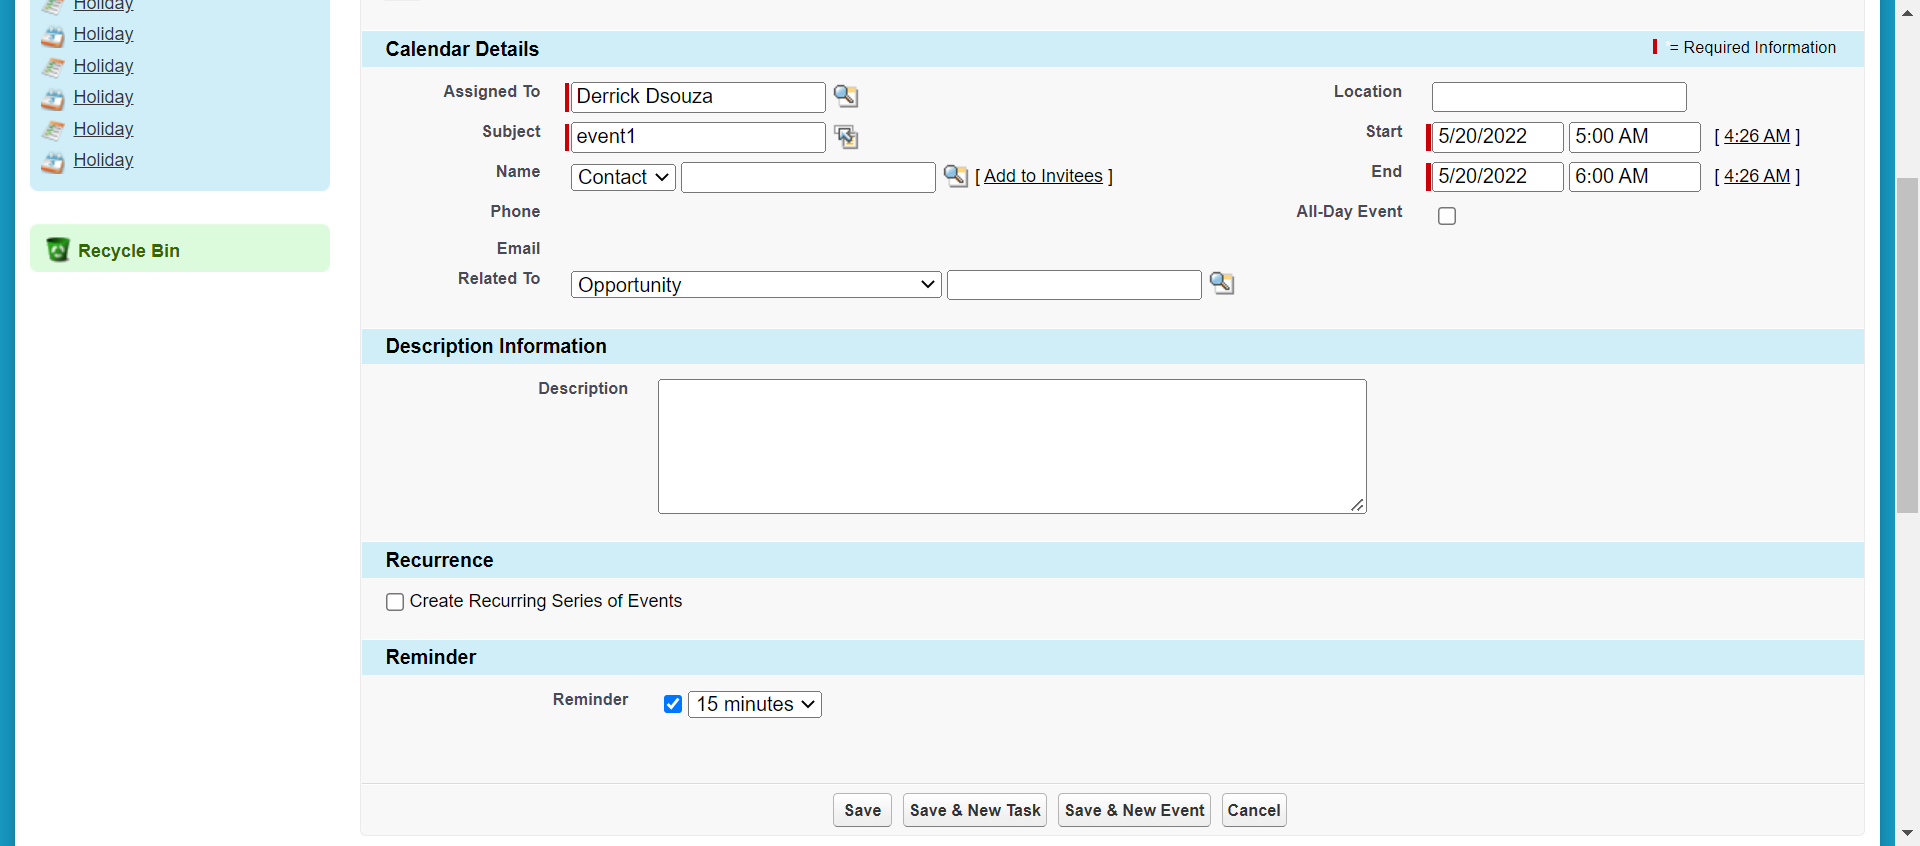 Holiday
Holiday
Holiday
Holiday
Holiday
Holiday
Recycle Bin
Calendar Details
= Required Information
Assigned To Derrick Dsouza
Location
Subject event1
Start 5/20/2022 5:00 AM [ 4:26 AM ]
Name Contact [ Add to Invitees ]
End 5/20/2022 6:00 AM [ 4:26 AM ]
Phone
All-Day Event
Email
Related To Opportunity
Description Information
Description
Recurrence
Create Recurring Series of Events
Reminder
Reminder 15 minutes
Save Save & New Task Save & New Event Cancel